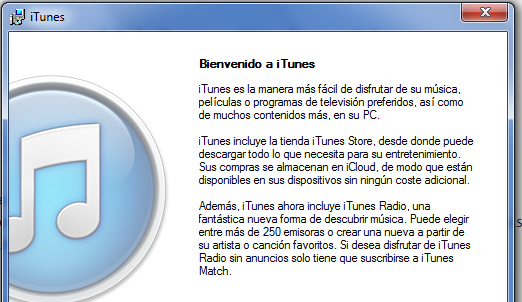 iTunes
Bienvenido a iTunes
iTunes es la manera más fácil de disfrutar de su música,
películas o programas de televisión preferidos, así como
de muchos contenidos más, en su PC.
iTunes incluye la tienda iTunes Store, desde donde puede
descargar todo lo que necesita para su entretenimiento.
Sus compras se almacenan en iCloud, de modo que están
disponibles en sus dispositivos sin ningún coste adicional.
Además, iTunes ahora incluye iTunes Radio, una
fantástica nueva forma de descubrir música. Puede elegir
entre más de 250 emisoras o crear una nueva a partir de
su artista o canción favoritos. Si desea disfrutar de iTunes
Radio sin anuncios solo tiene que suscribirse a iTunes
Match.